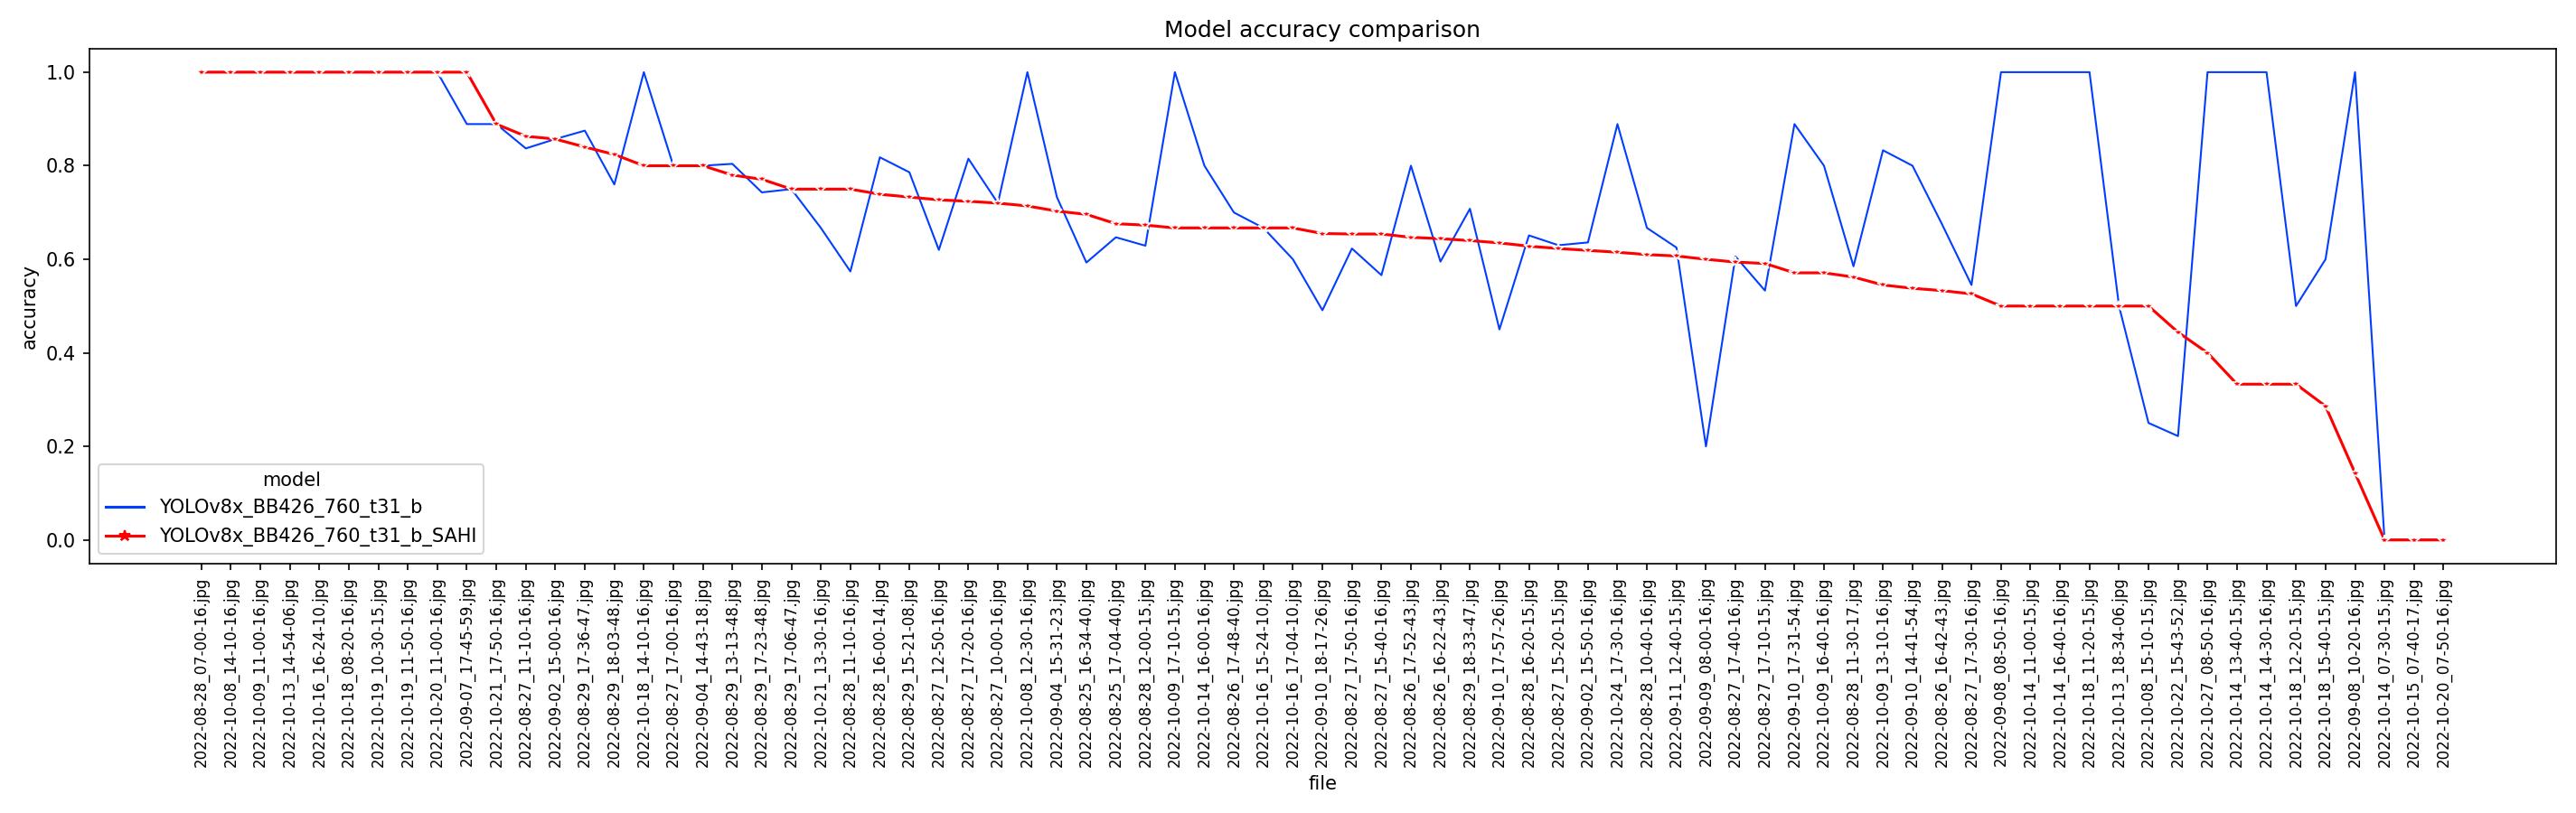 Model accuracy comparison
1.0
0.8
0.6
0.4
0.2
0.0
accuracy
model
YOLOv8x_BB426_760_t31_b
YOLOv8x_BB426_760_t31_b_SAHI
2022-08-28_07-00-16.jpg
2022-10-08_14-10-16.jpg
2022-10-09_11-00-16.jpg
2022-10-13_14-54-06.jpg
2022-10-16_16-24-10.jpg
2022-10-18_08-20-16.jpg
2022-10-19_10-30-15.jpg
2022-10-19_11-50-16.jpg
2022-10-20_11-00-16.jpg
2022-09-07_17-45-59.jpg
2022-10-21_17-50-16.jpg
2022-08-27_11-10-16.jpg
2022-09-02_15-00-16.jpg
2022-08-29_17-36-47.jpg
2022-08-29_18-03-48.jpg
2022-10-18_14-10-16.jpg
2022-08-27_17-00-16.jpg
2022-09-04_14-43-18.jpg
2022-08-29_13-13-48.jpg
2022-08-29_17-23-48.jpg
2022-08-29_17-06-47.jpg
2022-10-21_13-30-16.jpg
2022-08-28_11-10-16.jpg
2022-08-28_16-00-14.jpg
2022-08-29_15-21-08.jpg
2022-08-27_12-50-16.jpg
2022-08-27_17-20-16.jpg
2022-08-27_10-00-16.jpg
2022-10-08_12-30-16.jpg
2022-09-04_15-31-23.jpg
2022-08-25_16-34-40.jpg
2022-08-25_17-04-40.jpg
2022-08-28_12-00-15.jpg
2022-10-09_17-10-15.jpg
2022-10-14_16-00-16.jpg
2022-08-26_17-48-40.jpg
2022-10-16_15-24-10.jpg
2022-10-16_17-04-10.jpg
2022-09-10_18-17-26.jpg
2022-08-27_17-50-16.jpg
2022-08-27_15-40-16.jpg
2022-08-26_17-52-43.jpg
2022-08-26_16-22-43.jpg
2022-08-29_18-33-47.jpg
2022-09-10_17-57-26.jpg
2022-08-28_16-20-15.jpg
2022-08-27_15-20-15.jpg
2022-09-02_15-50-16.jpg
2022-10-24_17-30-16.jpg
2022-08-28_10-40-16.jpg
2022-09-11_12-40-15.jpg
2022-09-09_08-00-16.jpg
2022-08-27_17-40-16.jpg
2022-08-27_17-10-15.jpg
2022-09-10_17-31-54.jpg
2022-10-09_16-40-16.jpg
2022-08-28_11-30-17.jpg
2022-10-09_13-10-16.jpg
2022-09-10_14-41-54.jpg
2022-08-26_16-42-43.jpg
2022-08-27_17-30-16.jpg
2022-09-08_08-50-16.jpg
2022-10-14_11-00-15.jpg
2022-10-14_16-40-16.jpg
2022-10-18_11-20-15.jpg
2022-10-13_18-34-06.jpg
2022-10-08_15-10-15.jpg
2022-10-22_15-43-52.jpg
2022-10-27_08-50-16.jpg
2022-10-14_13-40-15.jpg
2022-10-14_14-30-16.jpg
2022-10-18_12-20-15.jpg
2022-10-18_15-40-15.jpg
2022-09-08_10-20-16.jpg
2022-10-14_07-30-15.jpg
2022-10-15_07-40-17.jpg
2022-10-20_07-50-16.jpg
file